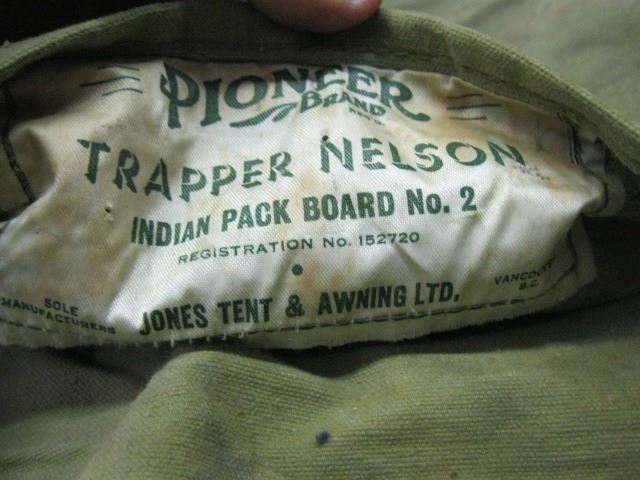 PIONEER
BRAND
REG'D.
TRAPPER NELSON
INDIAN PACK BOARD No. 2
REGISTRATION No. 152720
SOLE MANUFACTURERS
JONES TENT & AWNING LTD.
VANCOUVER B.C.